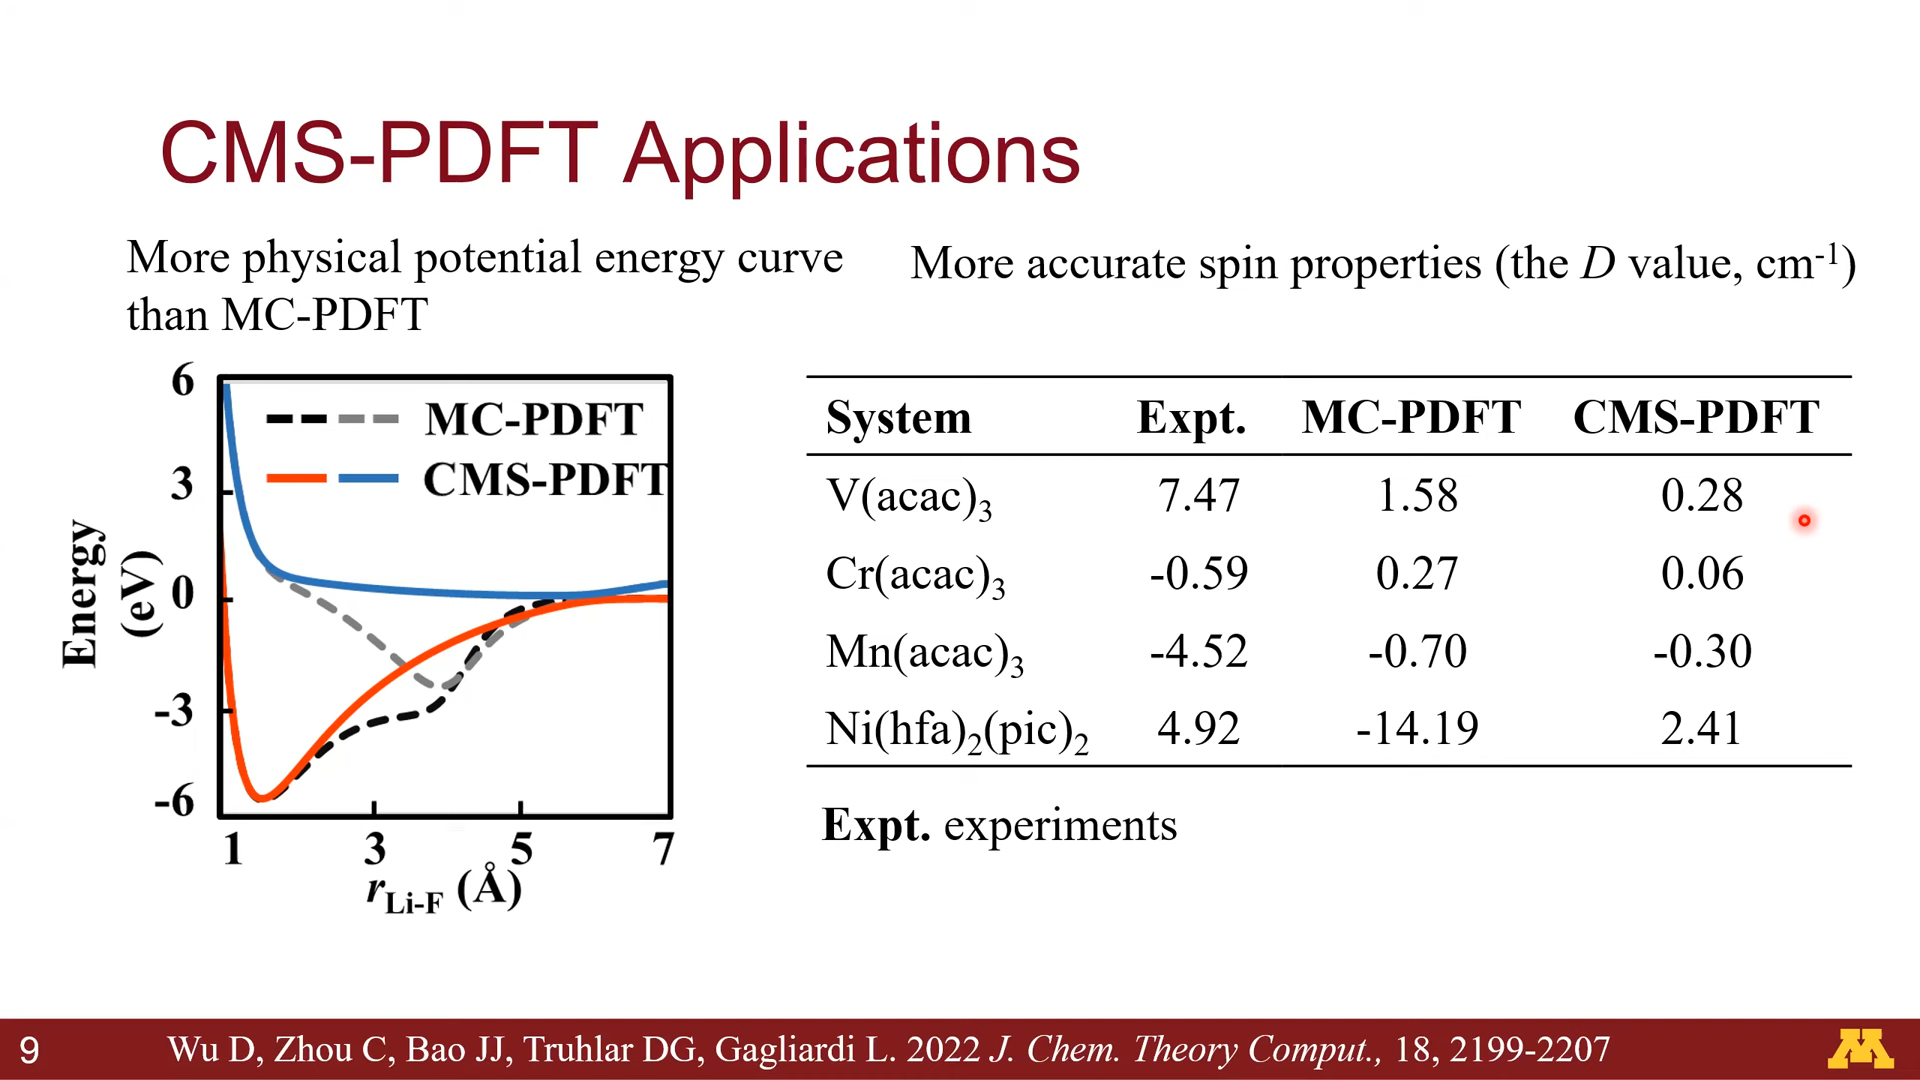 CMS-PDFT Applications
More physical potential energy curve
than MC-PDFT
More accurate spin properties (the D value, cm⁻¹)
6
3
0
-3
-6
Energy
(eV)
MC-PDFT
CMS-PDFT
1 3 5 7
r Li-F (Å)
System Expt. MC-PDFT CMS-PDFT
V(acac)₃ 7.47 1.58 0.28
Cr(acac)₃ -0.59 0.27 0.06
Mn(acac)₃ -4.52 -0.70 -0.30
Ni(hfa)₂(pic)₂ 4.92 -14.19 2.41
Expt. experiments
9
Wu D, Zhou C, Bao JJ, Truhlar DG, Gagliardi L. 2022 J. Chem. Theory Comput., 18, 2199-2207
M